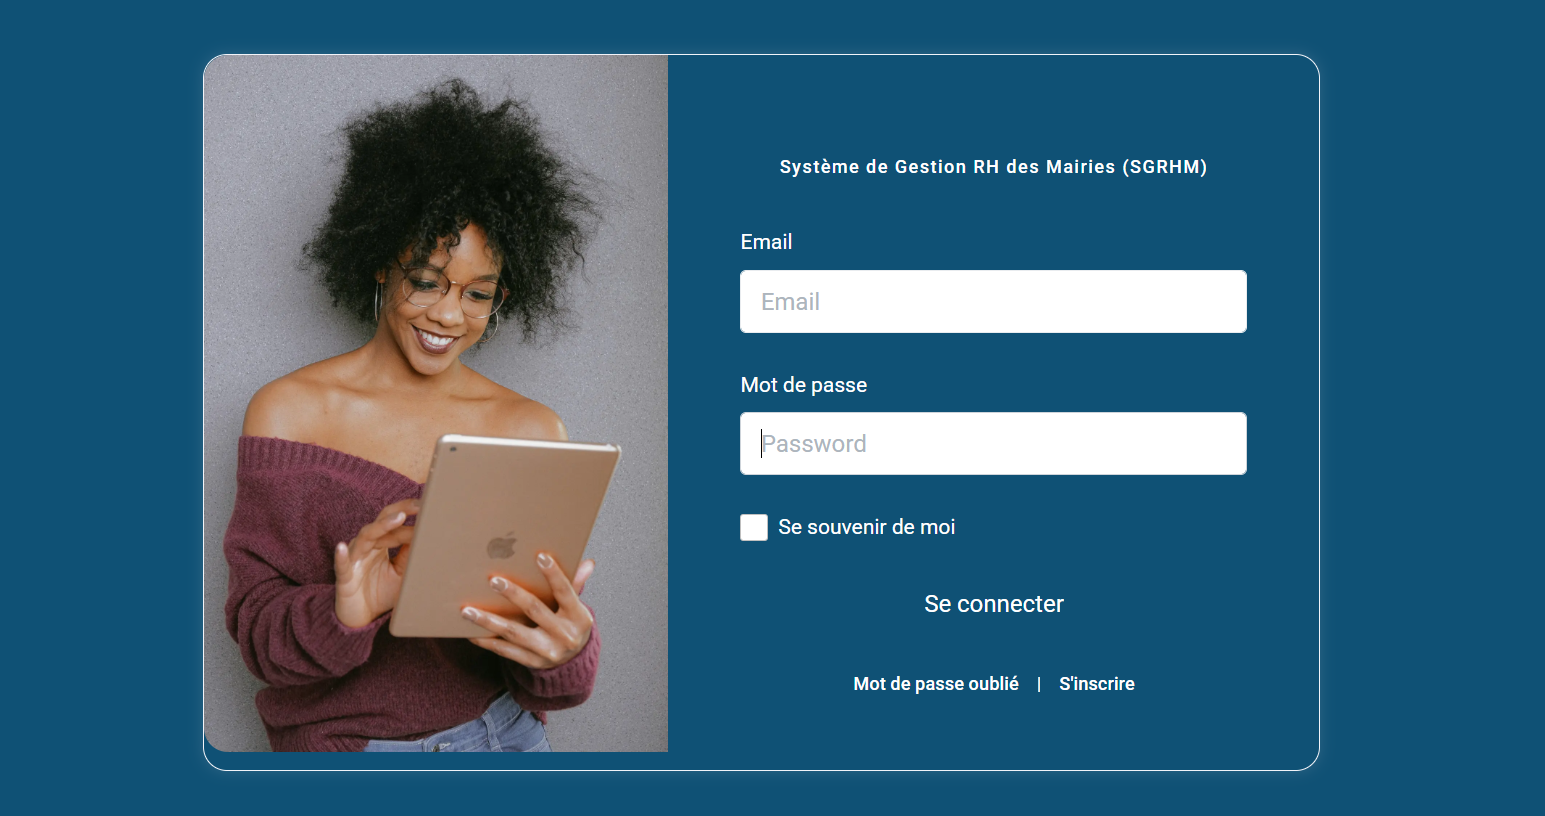 Système de Gestion RH des Mairies (SGRHM)
Email
Email
Mot de passe
Password
Se souvenir de moi
Se connecter
Mot de passe oublié | S'inscrire